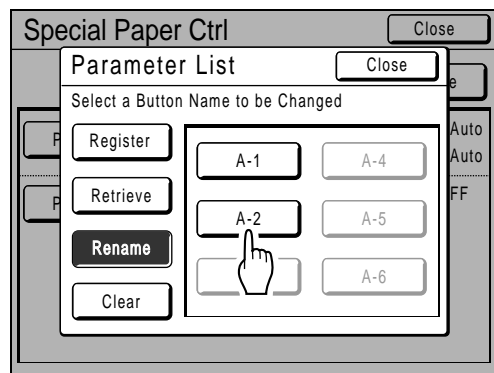 Special Paper Ctrl
Close
Parameter List
Close
Select a Button Name to be Changed
Register
Retrieve
Rename
Clear
A-1
A-4
A-2
A-5
A-6
Auto
Auto
FF
e
P
P